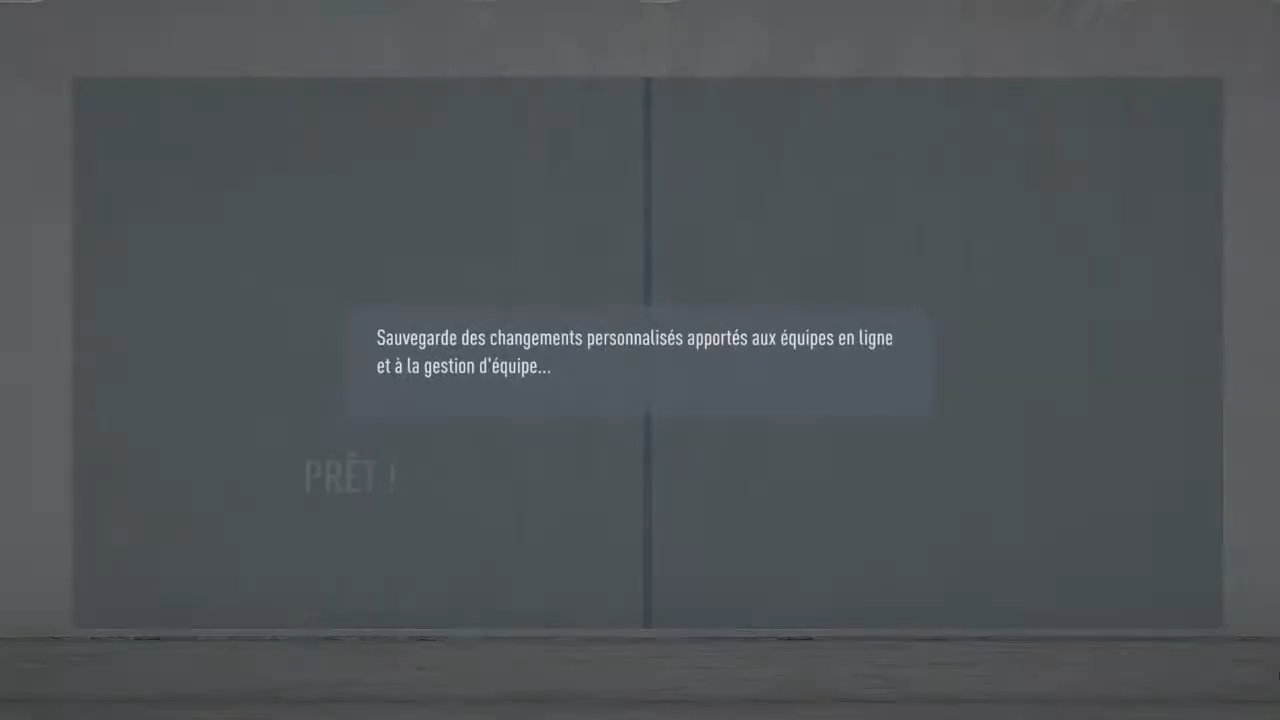 Sauvegarde des changements personnalisés apportés aux équipes en ligne
et à la gestion d'équipe...
PRÊT !